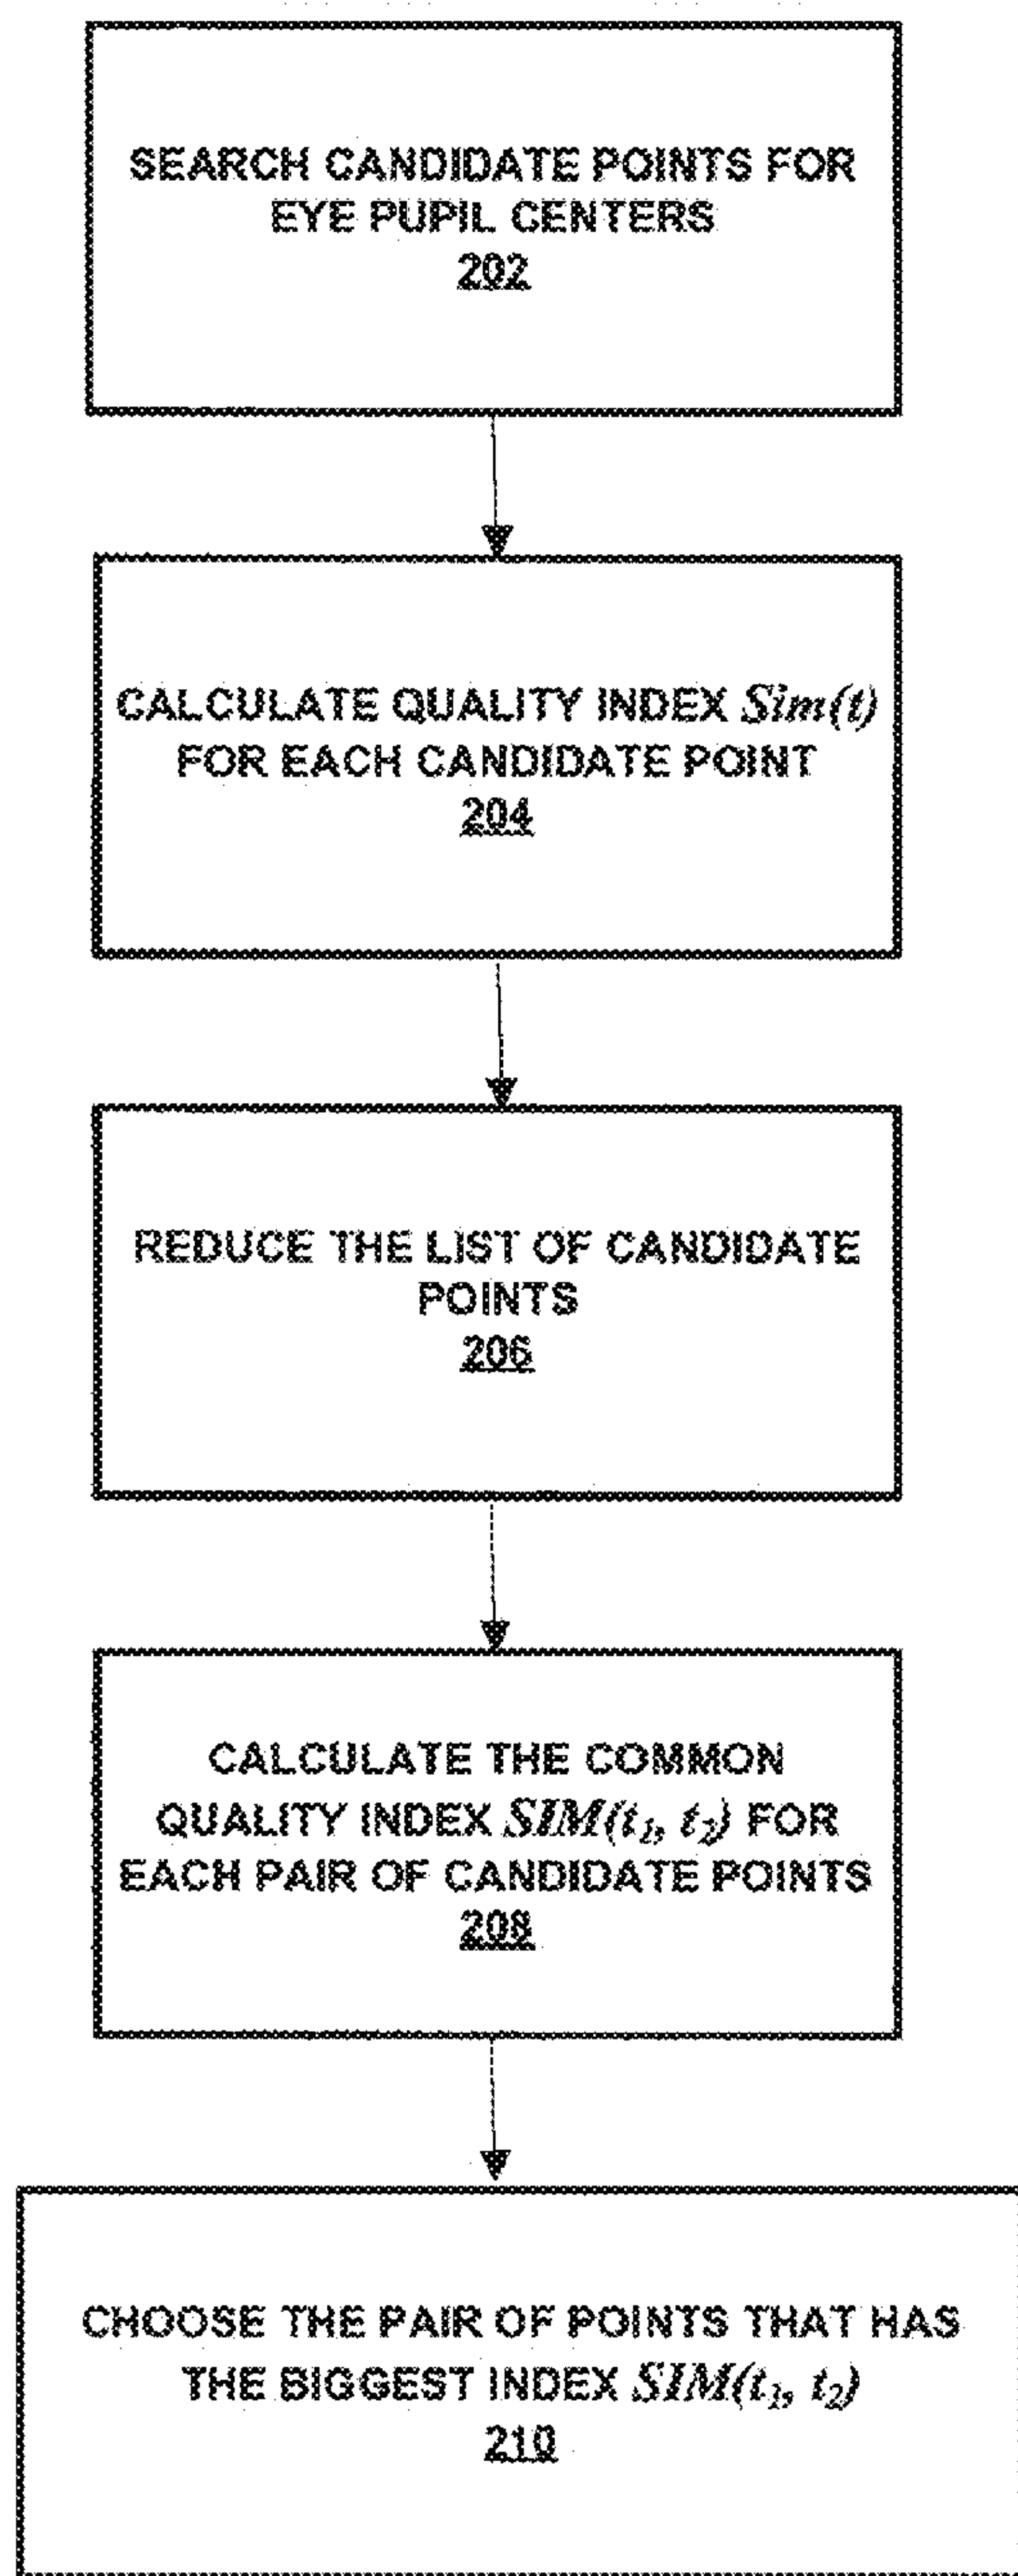 SEARCH CANDIDATE POINTS FOR
EYE PUPIL CENTERS
202
CALCULATE QUALITY INDEX Sim(t)
FOR EACH CANDIDATE POINT
204
REDUCE THE LIST OF CANDIDATE
POINTS
206
CALCULATE THE COMMON
QUALITY INDEX SIM(t₁, t₂) FOR
EACH PAIR OF CANDIDATE POINTS
208
CHOOSE THE PAIR OF POINTS THAT HAS
THE BIGGEST INDEX SIM(t₁, t₂)
210